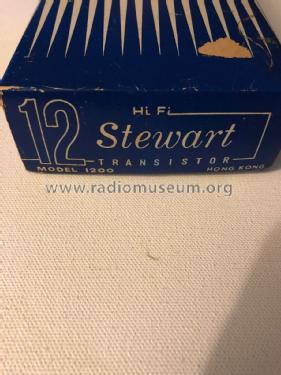 12
Hi Fi
Stewart
TRANSISTOR
MODEL 1200
HONG KONG
www.radiomuseum.org